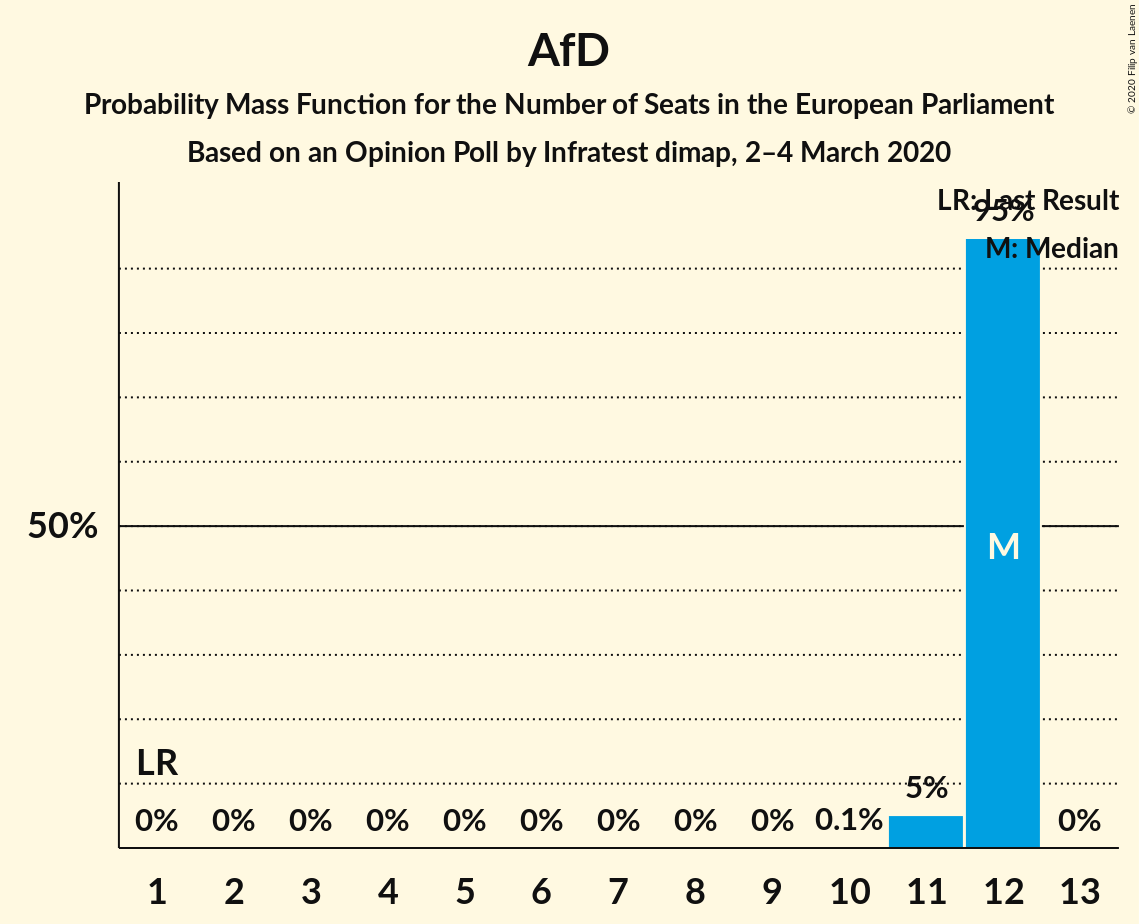 AfD
Probability Mass Function for the Number of Seats in the European Parliament
Based on an Opinion Poll by Infratest dimap, 2–4 March 2020
© 2020 Filip van Laenen
LR: Last Result
95%
M: Median
50%
M
LR
5%
0% 0% 0% 0% 0% 0% 0% 0% 0% 0.1% 0%
1 2 3 4 5 6 7 8 9 10 11 12 13